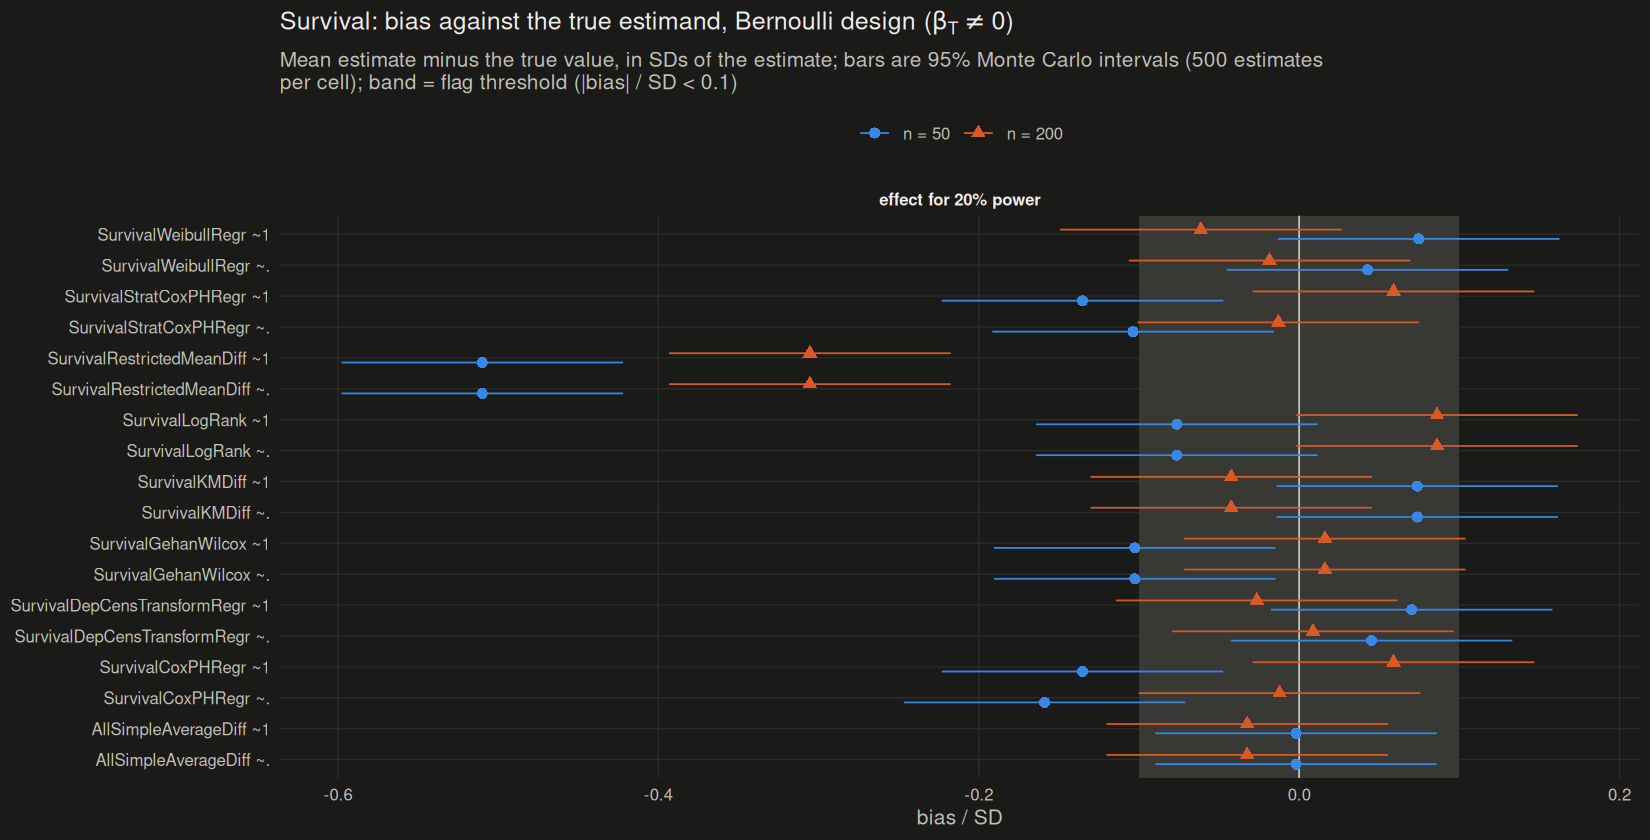 Survival: bias against the true estimand, Bernoulli design (βT ≠ 0)
Mean estimate minus the true value, in SDs of the estimate; bars are 95% Monte Carlo intervals (500 estimates
per cell); band = flag threshold (|bias| / SD < 0.1)
n = 50 n = 200
effect for 20% power
SurvivalWeibullRegr ~1
SurvivalWeibullRegr ~.
SurvivalStratCoxPHRegr ~1
SurvivalStratCoxPHRegr ~.
SurvivalRestrictedMeanDiff ~1
SurvivalRestrictedMeanDiff ~.
SurvivalLogRank ~1
SurvivalLogRank ~.
SurvivalKMDiff ~1
SurvivalKMDiff ~.
SurvivalGehanWilcox ~1
SurvivalGehanWilcox ~.
SurvivalDepCensTransformRegr ~1
SurvivalDepCensTransformRegr ~.
SurvivalCoxPHRegr ~1
SurvivalCoxPHRegr ~.
AllSimpleAverageDiff ~1
AllSimpleAverageDiff ~.
-0.6 -0.4 -0.2 0.0 0.2
bias / SD